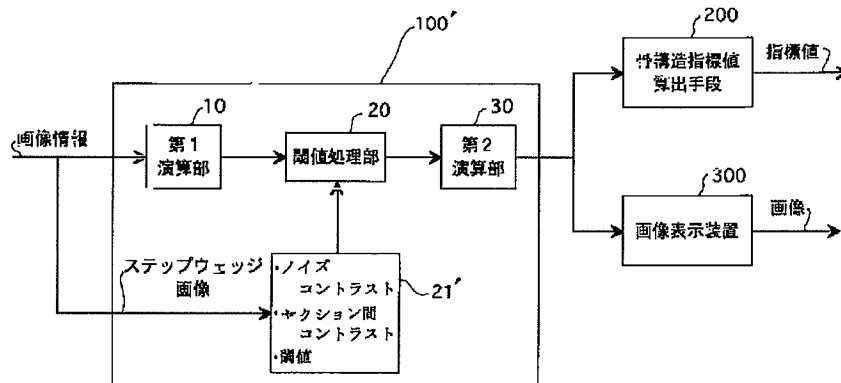 100′
200
骨構造指標値
算出手段
指標値
10
20
30
画像情報
第1
演算部
閾値処理部
第2
演算部
300
画像表示装置
画像
ステップウェッジ
画像
・ノイズ
コントラスト
・セクション間
コントラスト
・閾値
21′